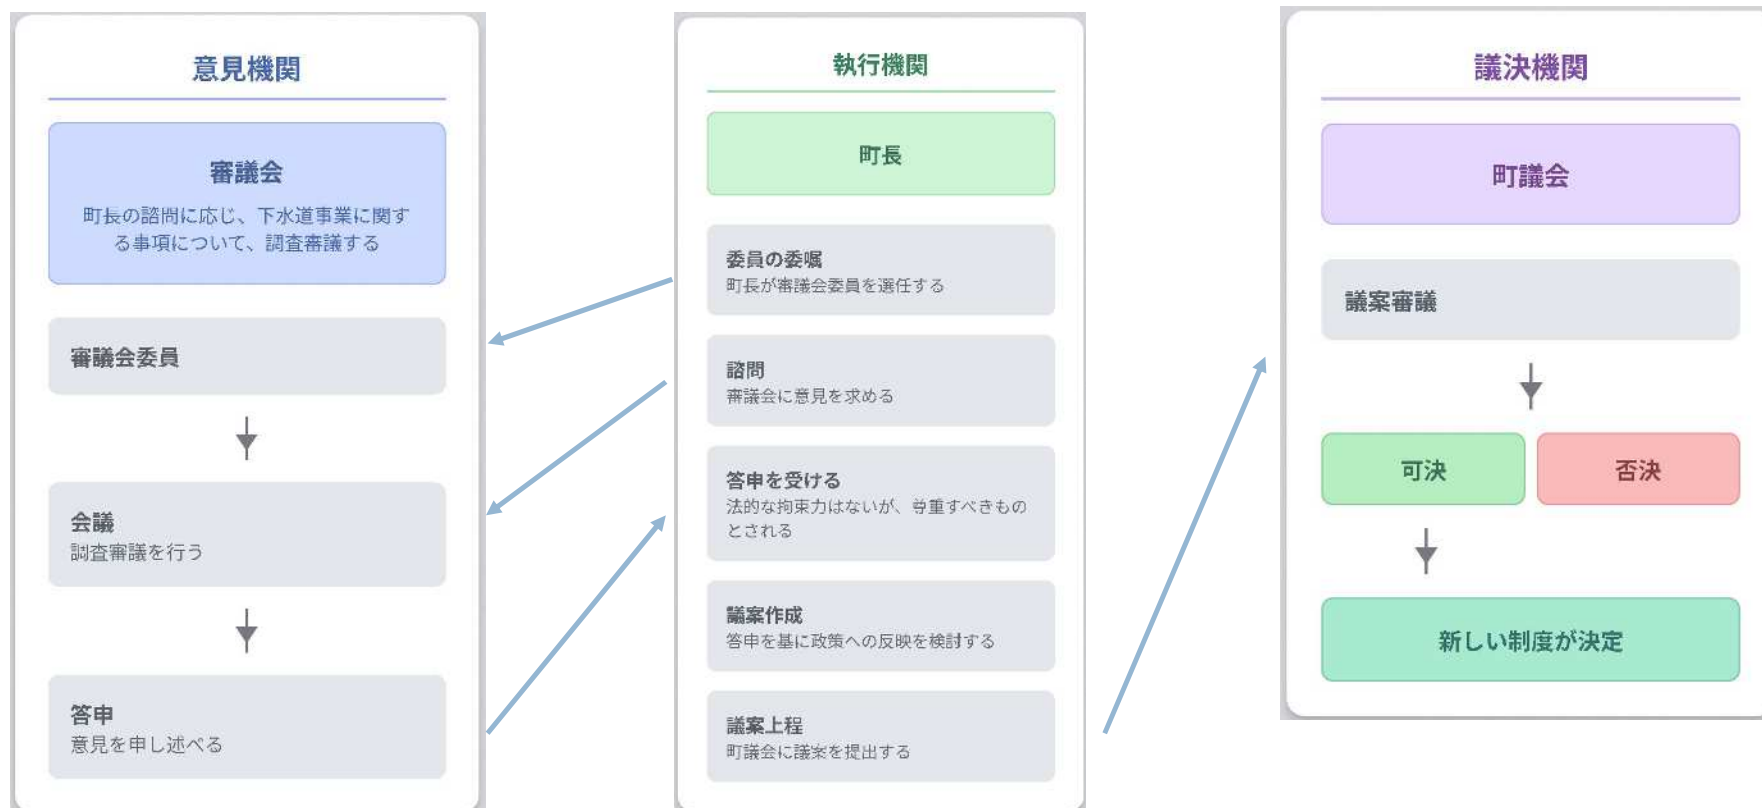 意見機関
審議会
町長の諮問に応じ、下水道事業に関す
る事項について、調査審議する
審議会委員
会議
調査審議を行う
答申
意見を申し述べる
執行機関
町長
委員の委嘱
町長が審議会委員を選任する
諮問
審議会に意見を求める
答申を受ける
法的な拘束力はないが、尊重すべきもの
とされる
議案作成
答申を基に政策への反映を検討する
議案上程
町議会に議案を提出する
議決機関
町議会
議案審議
可決
否決
新しい制度が決定